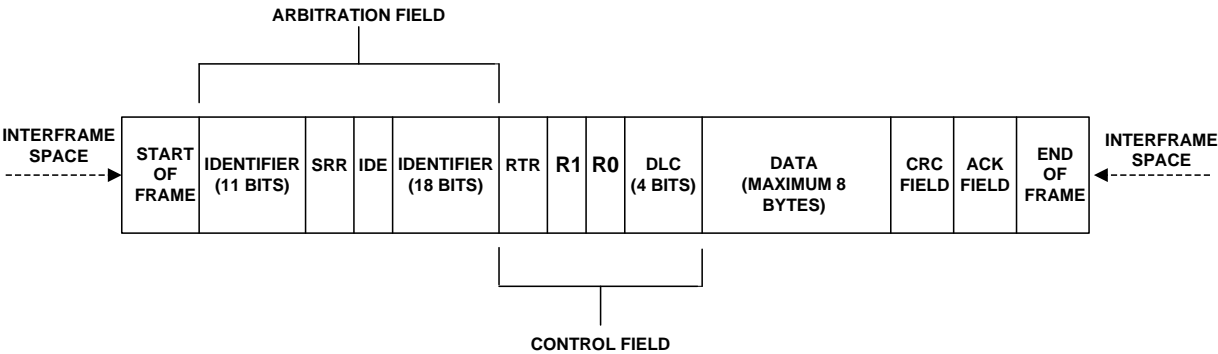 ARBITRATION FIELD
INTERFRAME
SPACE
START
OF
FRAME
IDENTIFIER
(11 BITS)
SRR
IDE
IDENTIFIER
(18 BITS)
RTR
R1
R0
DLC
(4 BITS)
DATA
(MAXIMUM 8
BYTES)
CRC
FIELD
ACK
FIELD
END
OF
FRAME
INTERFRAME
SPACE
CONTROL FIELD